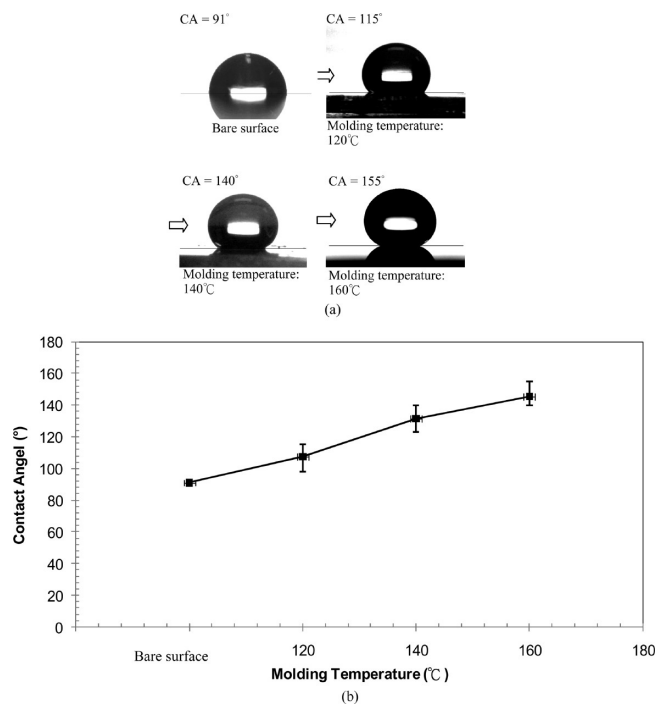 CA = 91°
CA = 115°
Bare surface
Molding temperature:
120℃
CA = 140°
CA = 155°
Molding temperature:
140℃
Molding temperature:
160℃
(a)
180
160
140
120
100
80
60
40
20
0
Contact Angel (°)
Bare surface
120
140
160
180
Molding Temperature (℃)
(b)